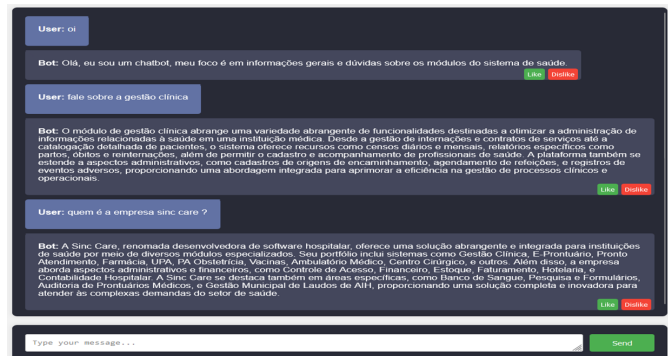 User: oi
Bot: Olá, eu sou um chatbot, meu foco é em informações gerais e dúvidas sobre os módulos do sistema de saúde.
Like Dislike
User: fale sobre a gestão clínica
Bot: O módulo de gestão clínica abrange uma variedade abrangente de funcionalidades destinadas a otimizar a administração de
informações relacionadas à saúde em uma instituição médica. Desde a gestão de internações e contratos de serviços até a
catalogação detalhada de pacientes, o sistema oferece recursos como censos diários e mensais, relatórios específicos como
partos, óbitos e reinternações, além de permitir o cadastro e acompanhamento de profissionais de saúde. A plataforma também se
estende a aspectos administrativos, como cadastros de origens de encaminhamento, agendamento de refeições, e registros de
eventos adversos, proporcionando uma abordagem integrada para aprimorar a eficiência na gestão de processos clínicos e
operacionais.
Like Dislike
User: quem é a empresa sinc care ?
Bot: A Sinc Care, renomada desenvolvedora de software hospitalar, oferece uma solução abrangente e integrada para instituições
de saúde por meio de diversos módulos especializados. Seu portfólio inclui sistemas como Gestão Clínica, E-Prontuário, Pronto
Atendimento, Farmácia, UPA, PA Obstetrícia, Vacinas, Ambulatório Médico, Centro Cirúrgico, e outros. Além disso, a empresa
aborda aspectos administrativos e financeiros, como Controle de Acesso, Financeiro, Estoque, Faturamento, Hotelaria, e
Contabilidade Hospitalar. A Sinc Care se destaca também em áreas específicas, como Banco de Sangue, Pesquisa e Formulários,
Auditoria de Prontuários Médicos, e Gestão Municipal de Laudos de AIH, proporcionando uma solução completa e inovadora para
atender às complexas demandas do setor de saúde.
Like Dislike
Type your message...
Send